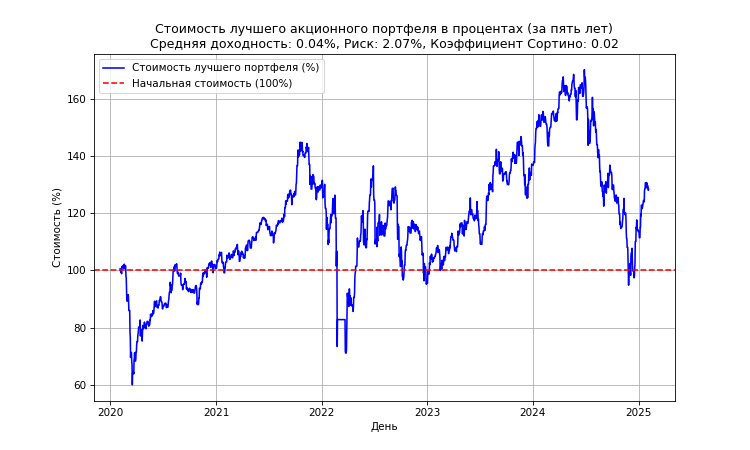 Стоимость лучшего акционного портфеля в процентах (за пять лет)
Средняя доходность: 0.04%, Риск: 2.07%, Коэффициент Сортино: 0.02
Стоимость лучшего портфеля (%)
Начальная стоимость (100%)
Стоимость (%)
160
140
120
100
80
60
2020
2021
2022
2023
2024
2025
День